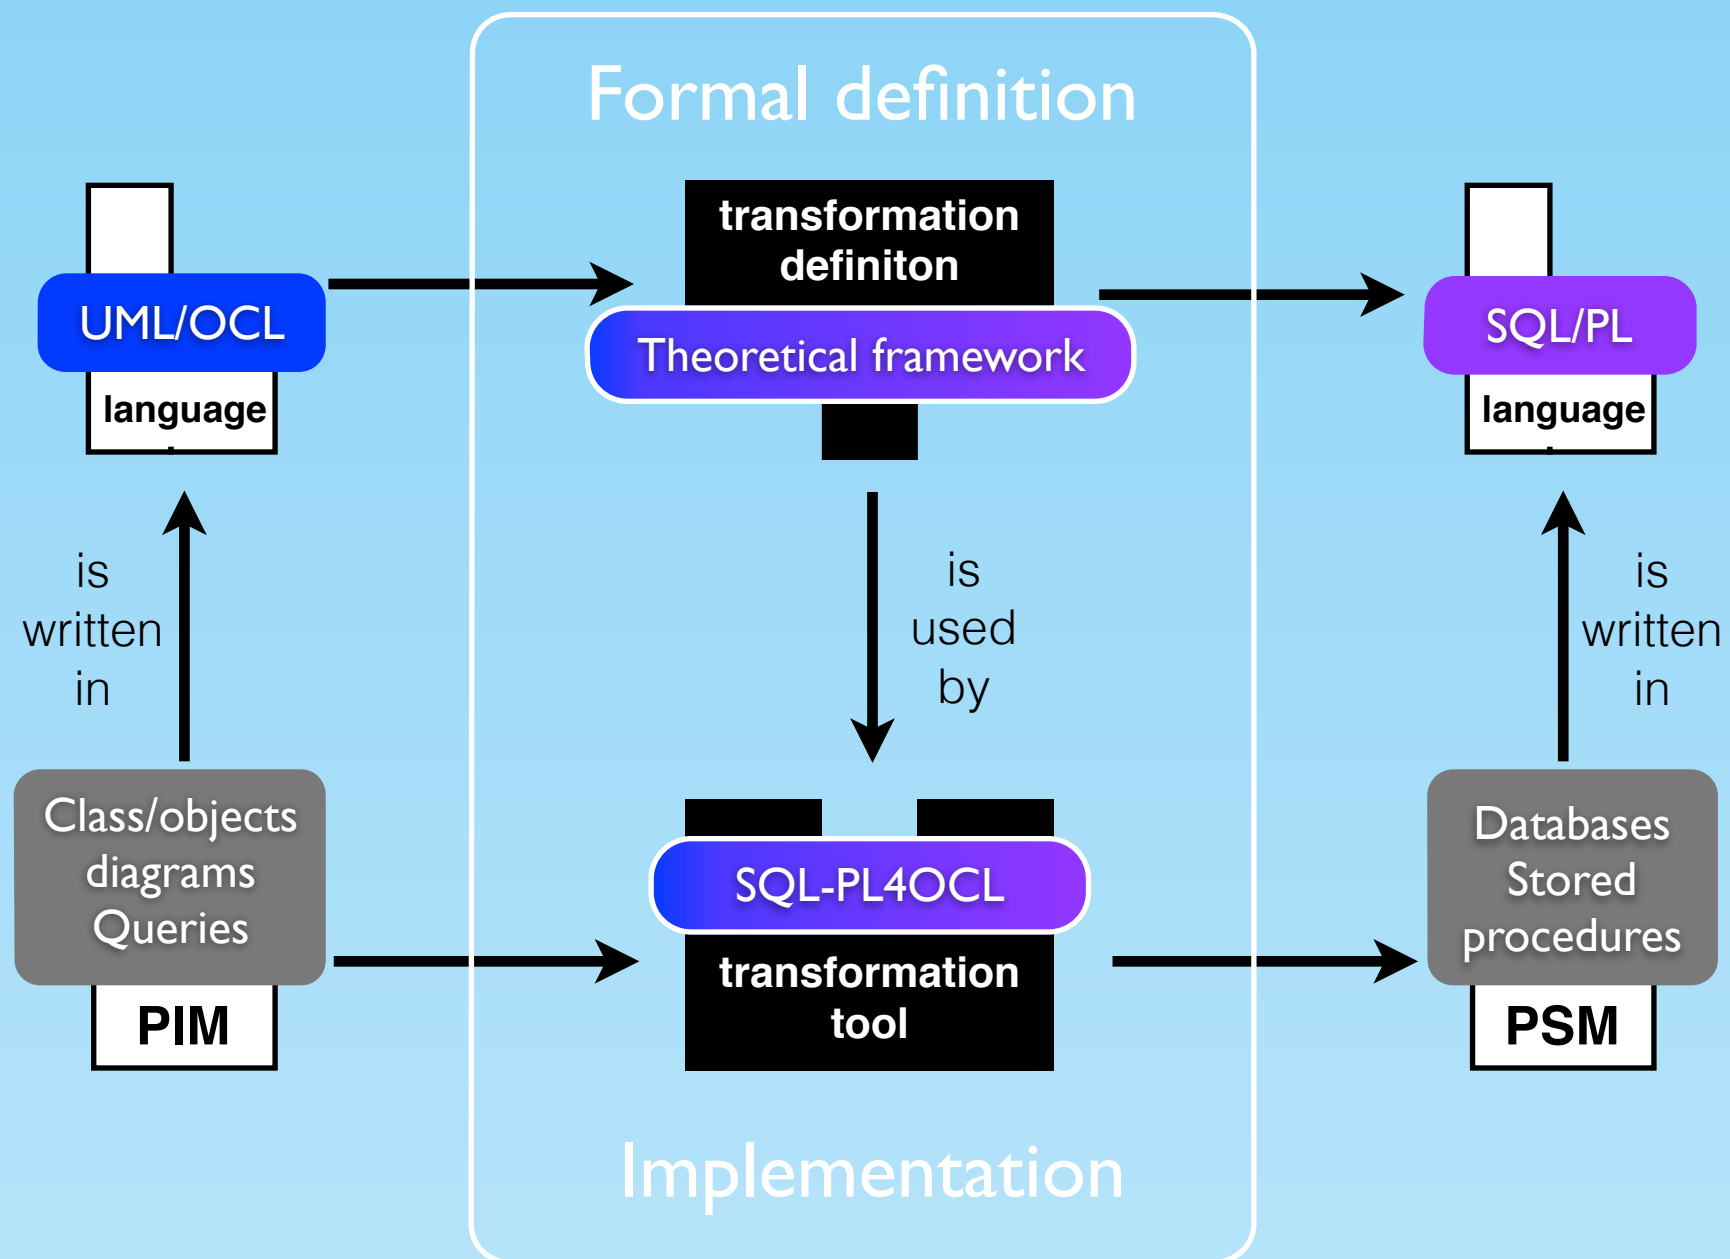 Formal definition
transformation
definiton
UML/OCL
Theoretical framework
SQL/PL
language
language
is
written
in
is
used
by
is
written
in
Class/objects
diagrams
Queries
SQL-PL4OCL
Databases
Stored
procedures
PIM
transformation
tool
PSM
Implementation